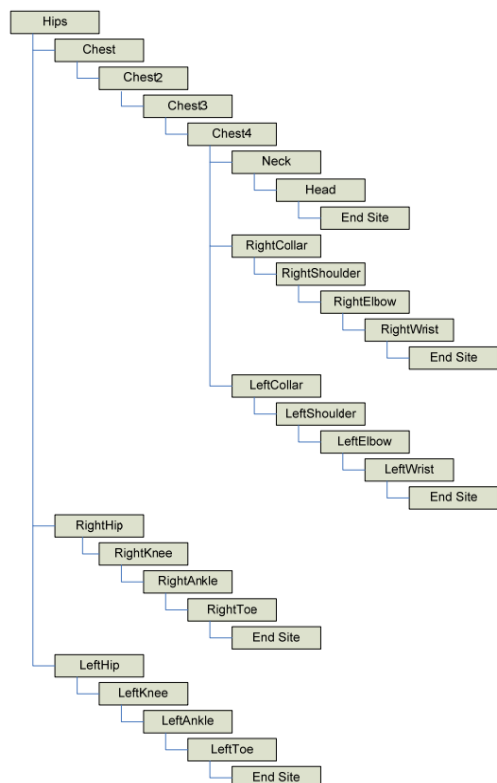 Hips
Chest
Chest2
Chest3
Chest4
Neck
Head
End Site
RightCollar
RightShoulder
RightElbow
RightWrist
End Site
LeftCollar
LeftShoulder
LeftElbow
LeftWrist
End Site
RightHip
RightKnee
RightAnkle
RightToe
End Site
LeftHip
LeftKnee
LeftAnkle
LeftToe
End Site